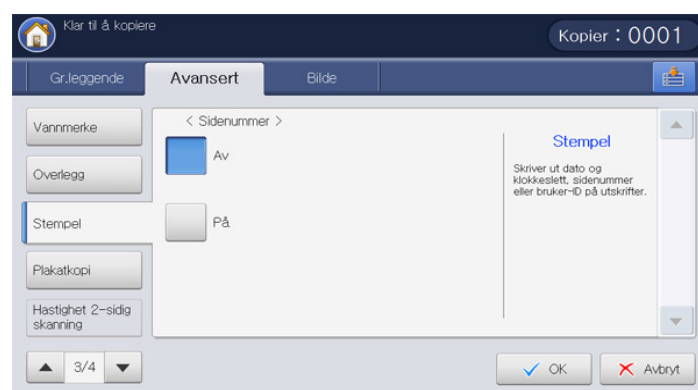 Klar til å kopiere
Kopier : 0001
Gr.leggende
Avansert
Bilde
Vannmerke
Overlegg
Stempel
Plakatkopi
Hastighet 2-sidig
skanning
3/4
< Sidenummer >
Av
På
Stempel
Skriver ut dato og
klokkeslett, sidenummer
eller bruker-ID på utskrifter.
OK
Avbryt